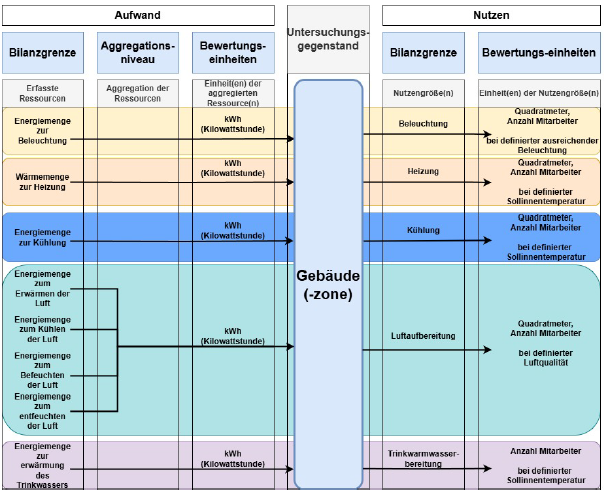 Aufwand
Nutzen
Untersuchungs-
gegenstand
Bilanzgrenze
Aggregations-
niveau
Bewertungs-
einheiten
Bilanzgrenze
Bewertungs-einheiten
Erfasste
Ressourcen
Aggregation der
Ressourcen
Einheit(en) der
aggregierten
Ressource(n)
Nutzengröße(n)
Einheit(en) der Nutzengröße(n)
Energiemenge
zur
Beleuchtung
kWh
(Kilowattstunde)
Beleuchtung
Quadratmeter,
Anzahl Mitarbeiter
bei definierter ausreichender
Beleuchtung
Wärmemenge
zur Heizung
kWh
(Kilowattstunde)
Heizung
Quadratmeter,
Anzahl Mitarbeiter
bei definierter
Sollinnentemperatur
Energiemenge
zur Kühlung
kWh
(Kilowattstunde)
Kühlung
Quadratmeter,
Anzahl Mitarbeiter
bei definierter
Sollinnentemperatur
Gebäude
(-zone)
Energiemenge
zum
Erwärmen der
Luft
Energiemenge
zum Kühlen
der Luft
Energiemenge
zum
Befeuchten
der Luft
Energiemenge
zum
entfeuchten
der Luft
kWh
(Kilowattstunde)
Luftaufbereitung
Quadratmeter,
Anzahl Mitarbeiter
bei definierter
Luftqualität
Energiemenge
zur
erwärmung
des
Trinkwassers
kWh
(Kilowattstunde)
Trinkwarmwasser-
bereitung
Anzahl Mitarbeiter
bei definierter
Sollinnentemperatur